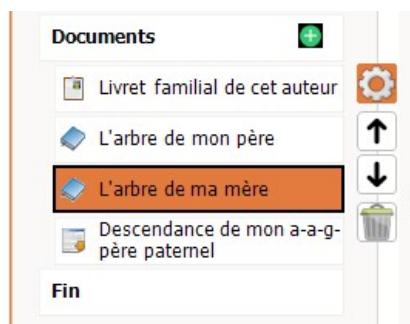 Documents
Livret familial de cet auteur
L'arbre de mon père
L'arbre de ma mère
Descendance de mon a-a-g-
père paternel
Fin